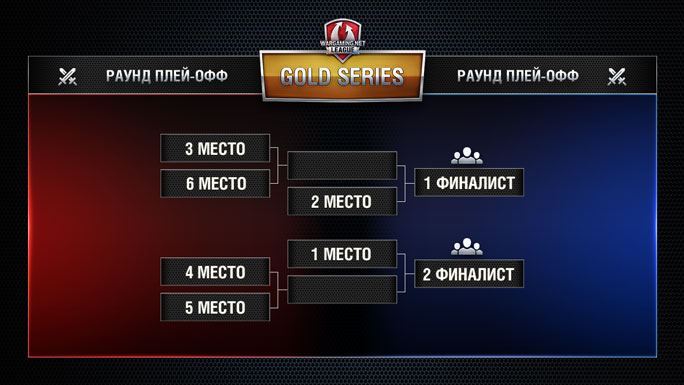 WARGAMING.NET
LEAGUE
РАУНД ПЛЕЙ-ОФФ
GOLD SERIES
РАУНД ПЛЕЙ-ОФФ
3 МЕСТО
6 МЕСТО
2 МЕСТО
1 ФИНАЛИСТ
1 МЕСТО
4 МЕСТО
5 МЕСТО
2 ФИНАЛИСТ